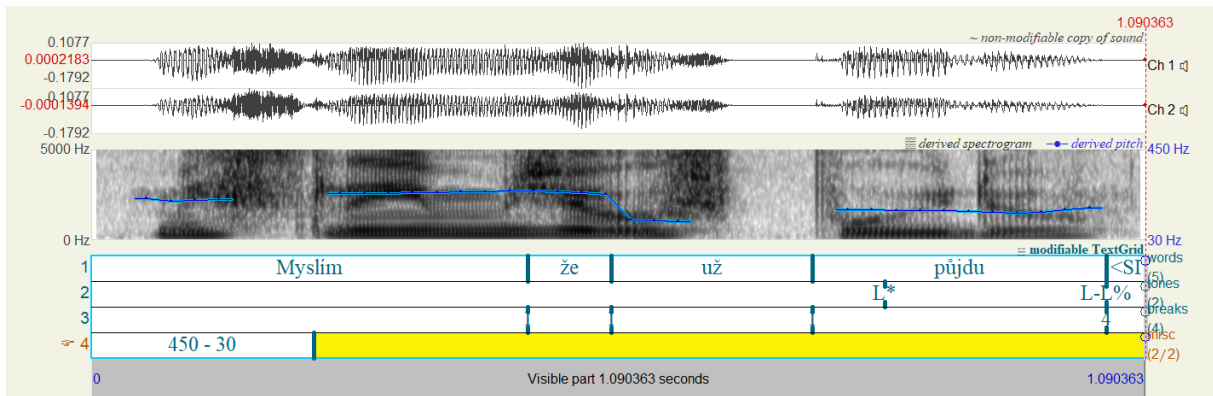 1.090363
~ non-modifiable copy of sound
0.1077
0.0002183
-0.1792
Ch 1
0.1077
-0.0001394
-0.1792
Ch 2
5000 Hz
derived spectrogram derived pitch
450 Hz
0 Hz
30 Hz
modifiable TextGrid
1 Myslím že už půjdu <SI words (5)
2 L* L-L% tones (2)
3 4 breaks (4)
4 450 - 30 misc (2/2)
0 Visible part 1.090363 seconds 1.090363